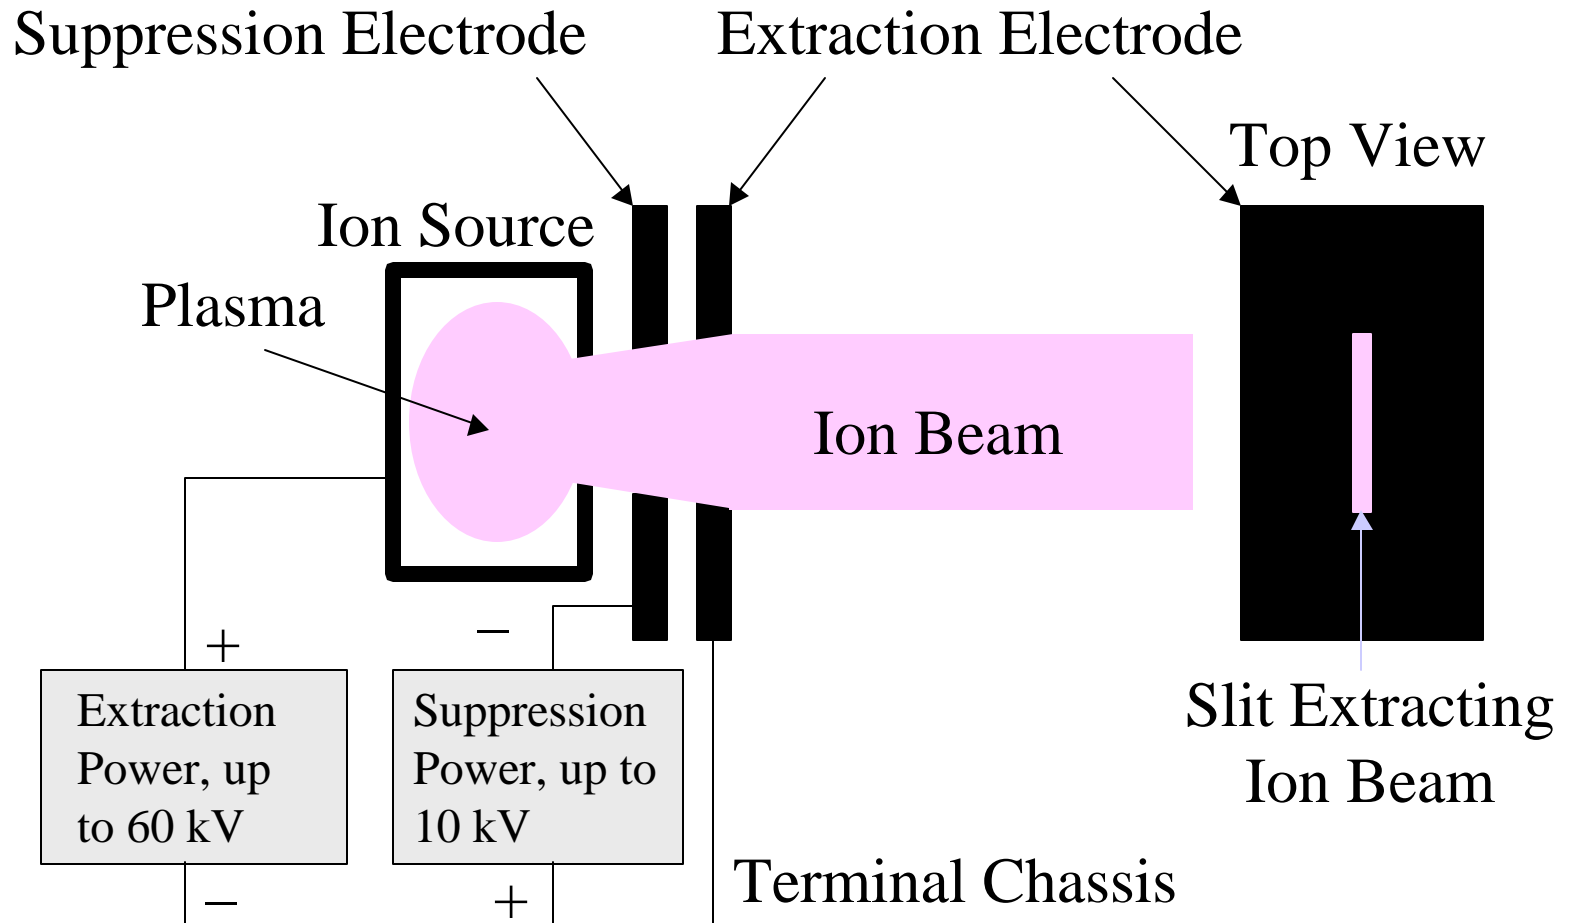 Suppression Electrode
Extraction Electrode
Top View
Ion Source
Plasma
Ion Beam
+
−
Extraction
Power, up
to 60 kV
Suppression
Power, up to
10 kV
Slit Extracting
Ion Beam
−
+
Terminal Chassis